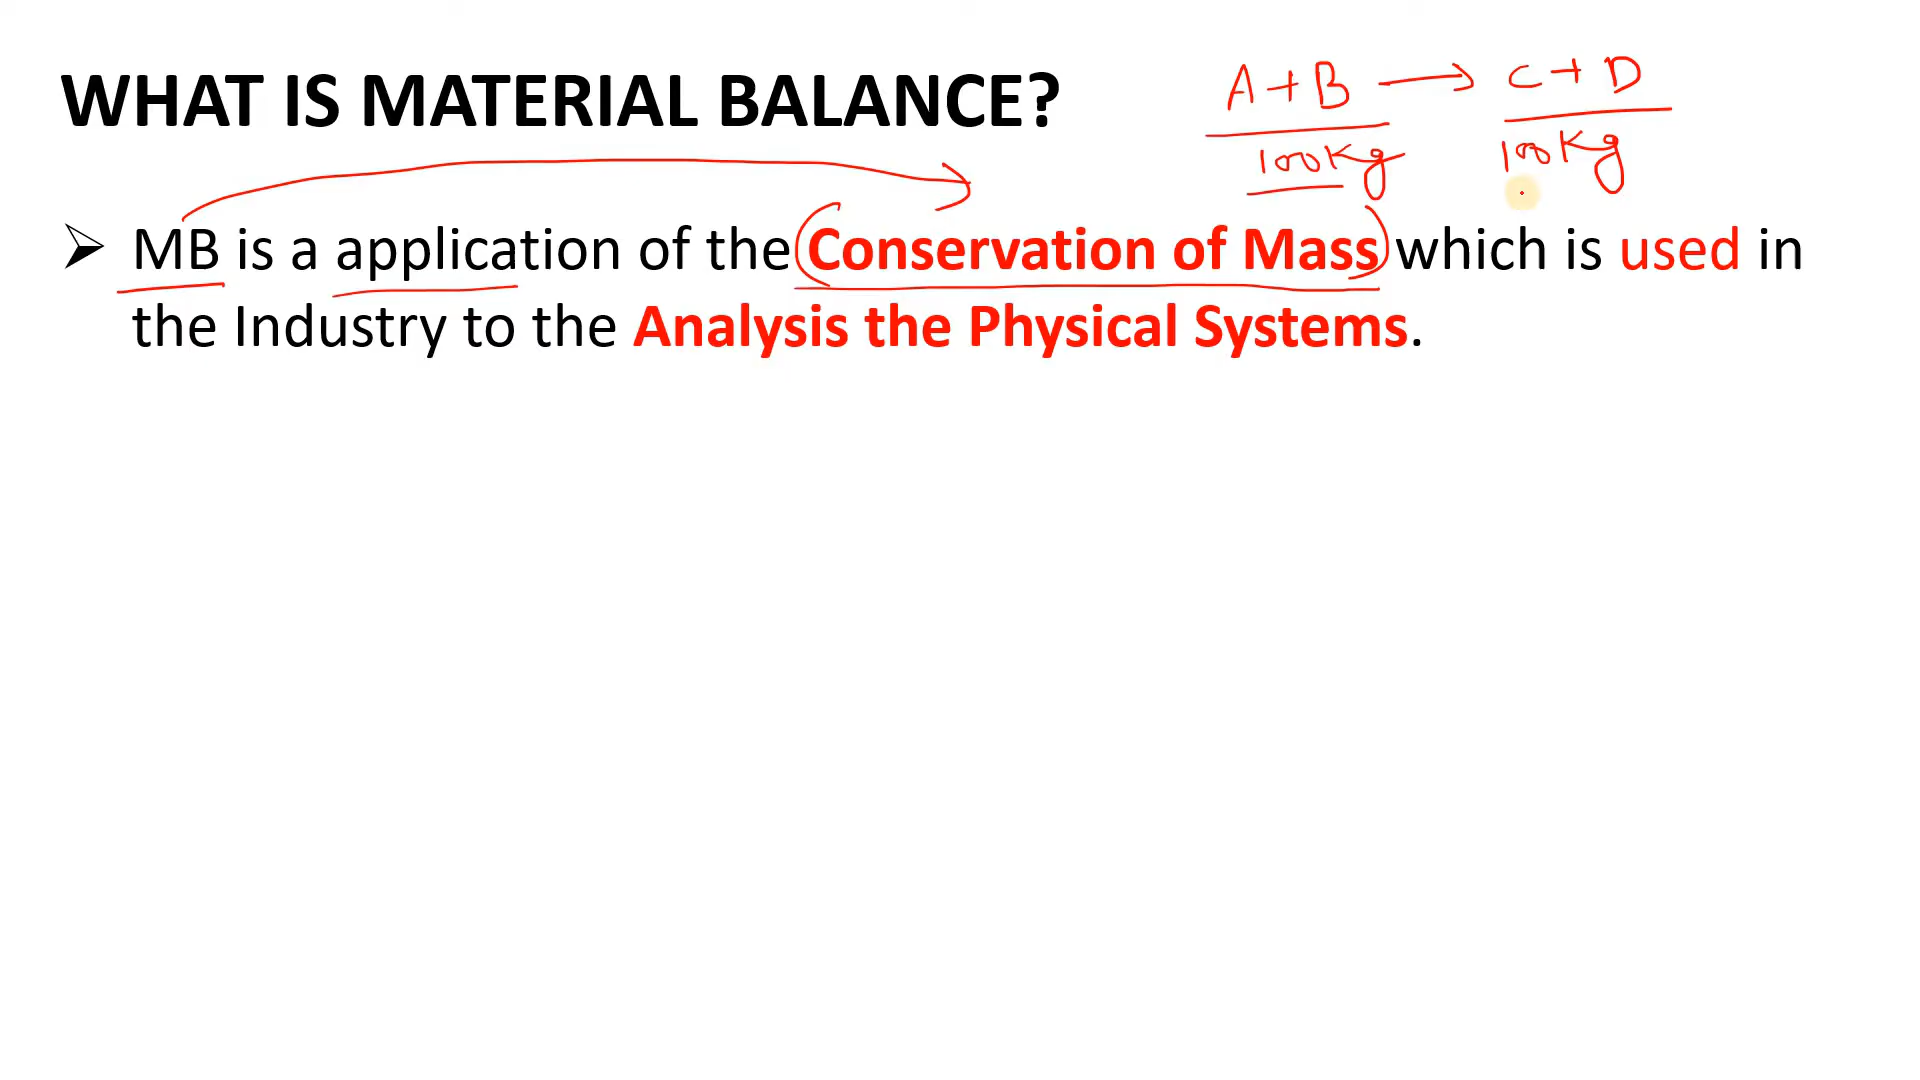 WHAT IS MATERIAL BALANCE?
A + B → C + D
100Kg 100Kg
➢ MB is a application of the Conservation of Mass which is used in
the Industry to the Analysis the Physical Systems.